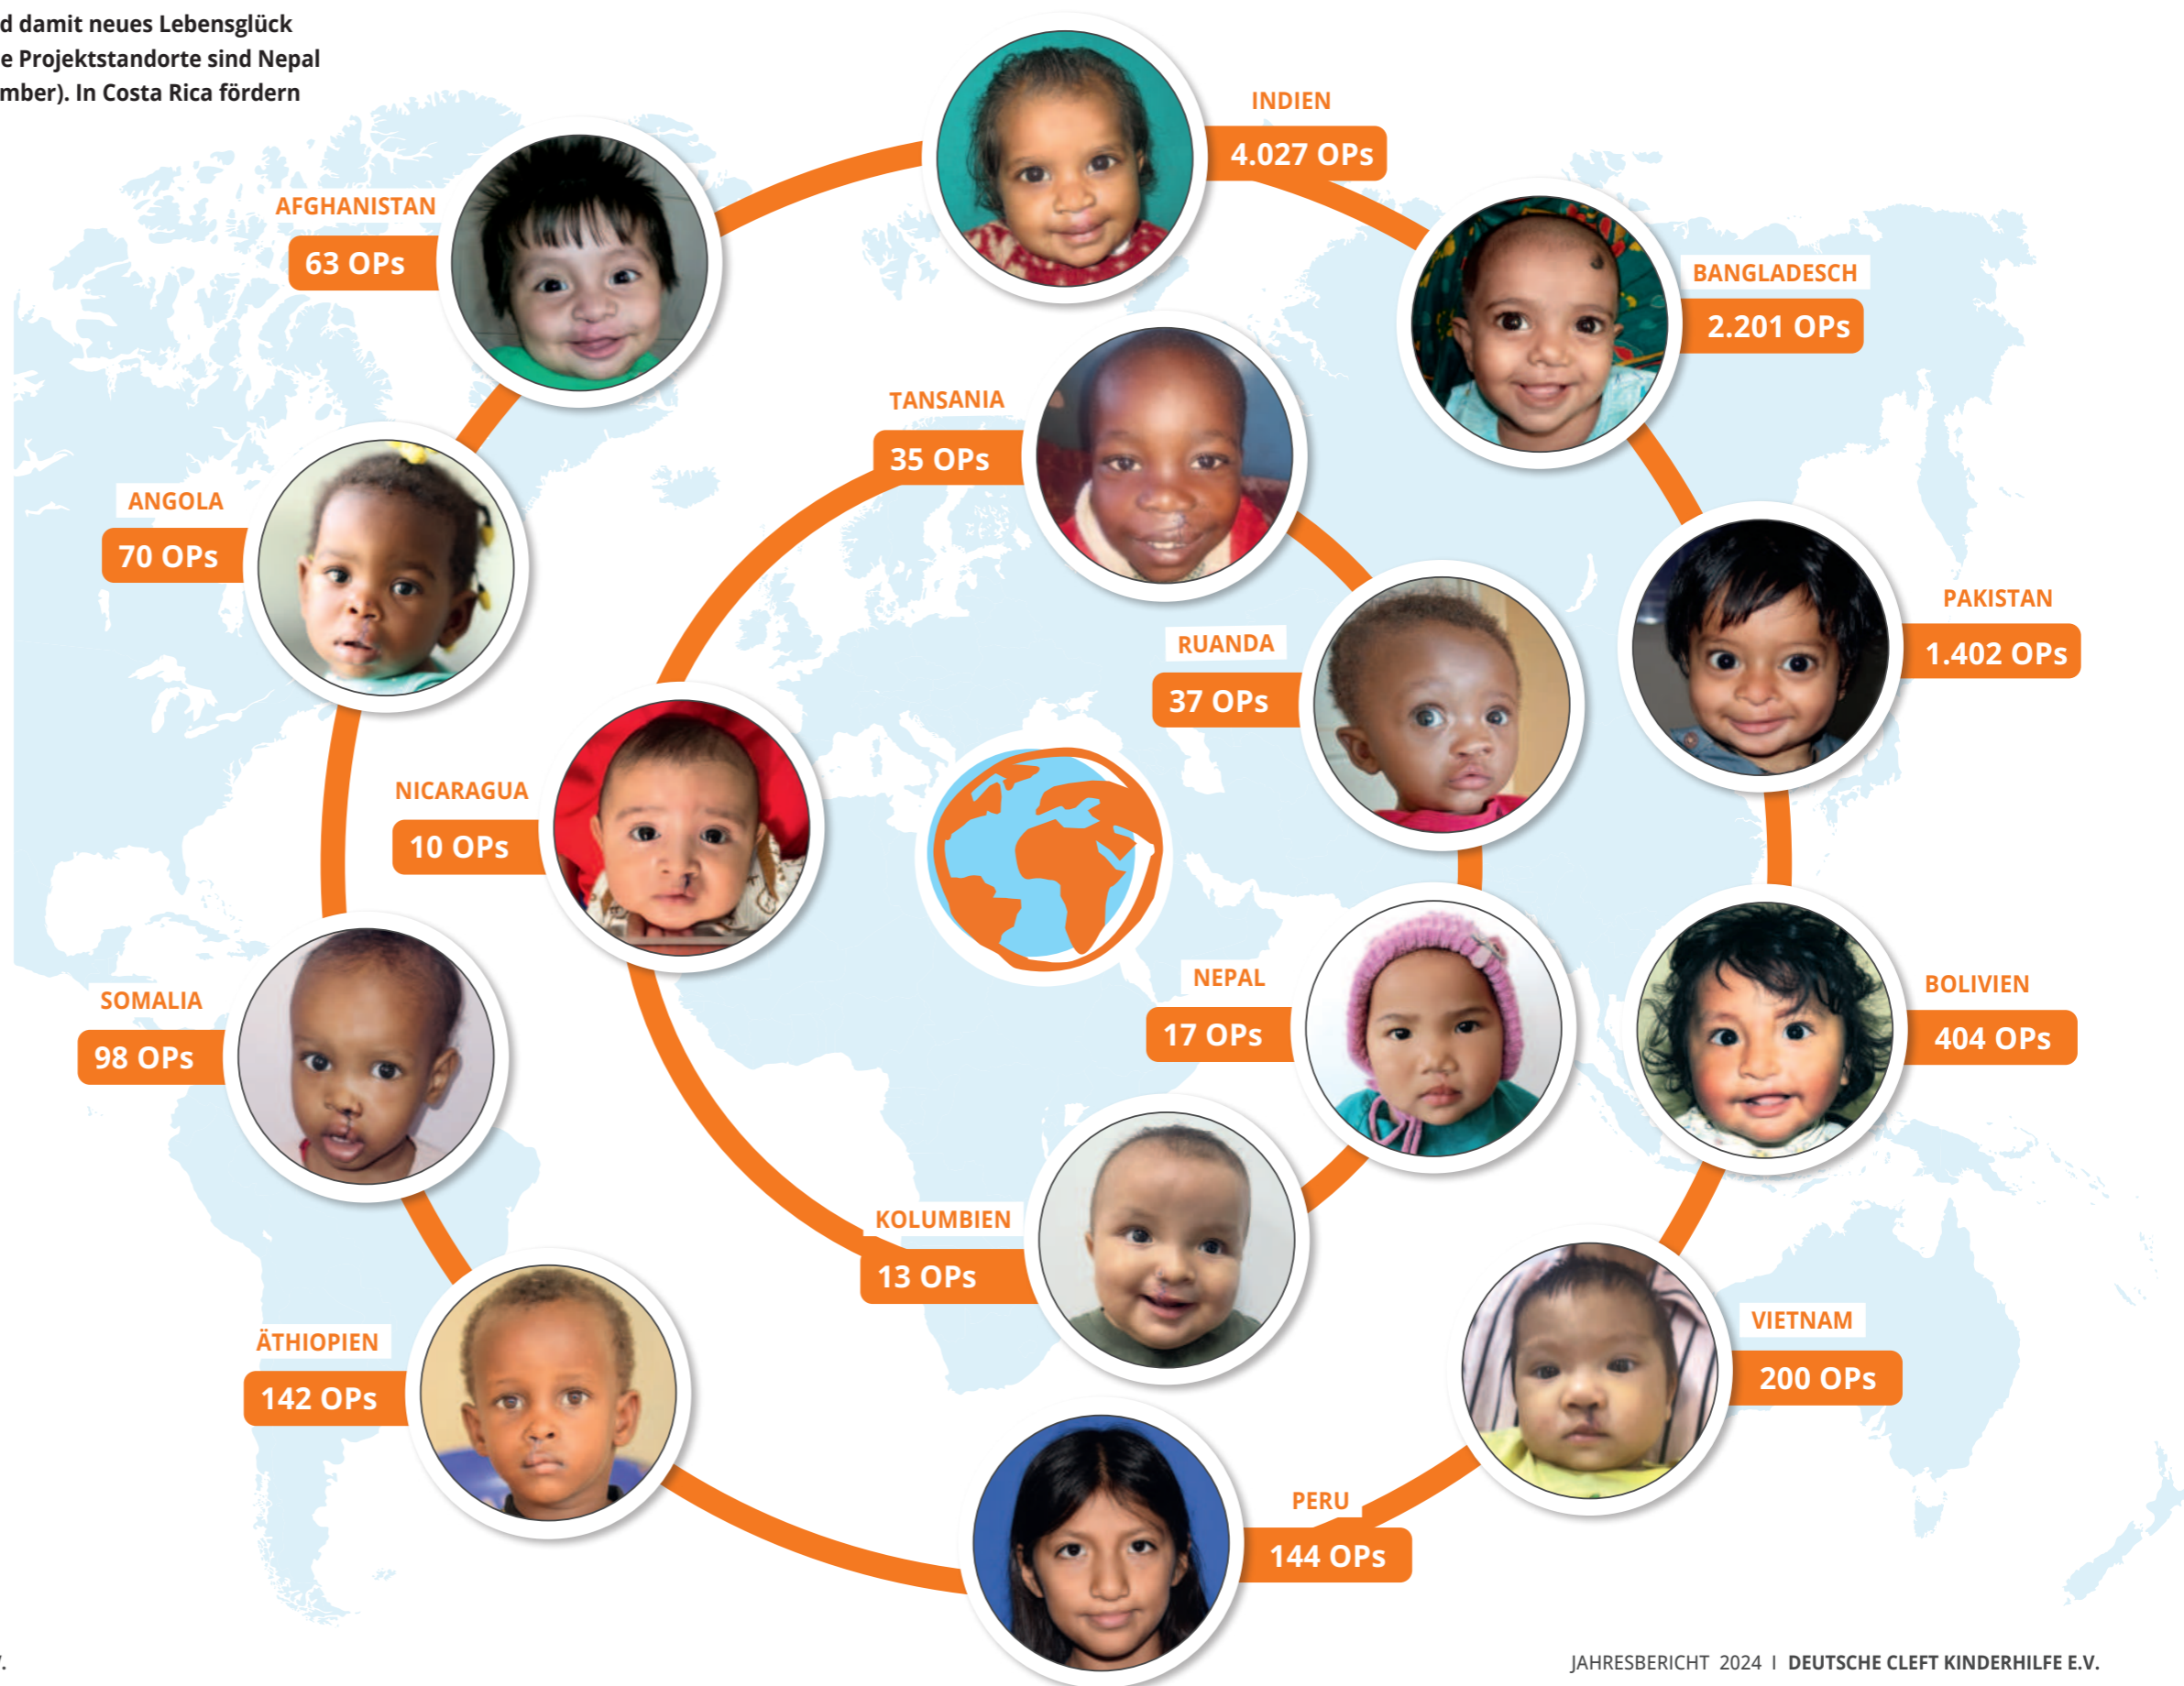 d damit neues Lebensglück
e Projektstandorte sind Nepal
mber). In Costa Rica fördern
INDIEN
4.027 OPs
AFGHANISTAN
63 OPs
BANGLADESCH
2.201 OPs
TANSANIA
35 OPs
ANGOLA
70 OPs
PAKISTAN
1.402 OPs
RUANDA
37 OPs
NICARAGUA
10 OPs
NEPAL
17 OPs
BOLIVIEN
404 OPs
SOMALIA
98 OPs
KOLUMBIEN
13 OPs
VIETNAM
200 OPs
ÄTHIOPIEN
142 OPs
PERU
144 OPs
.
JAHRESBERICHT 2024 I DEUTSCHE CLEFT KINDERHILFE E.V.